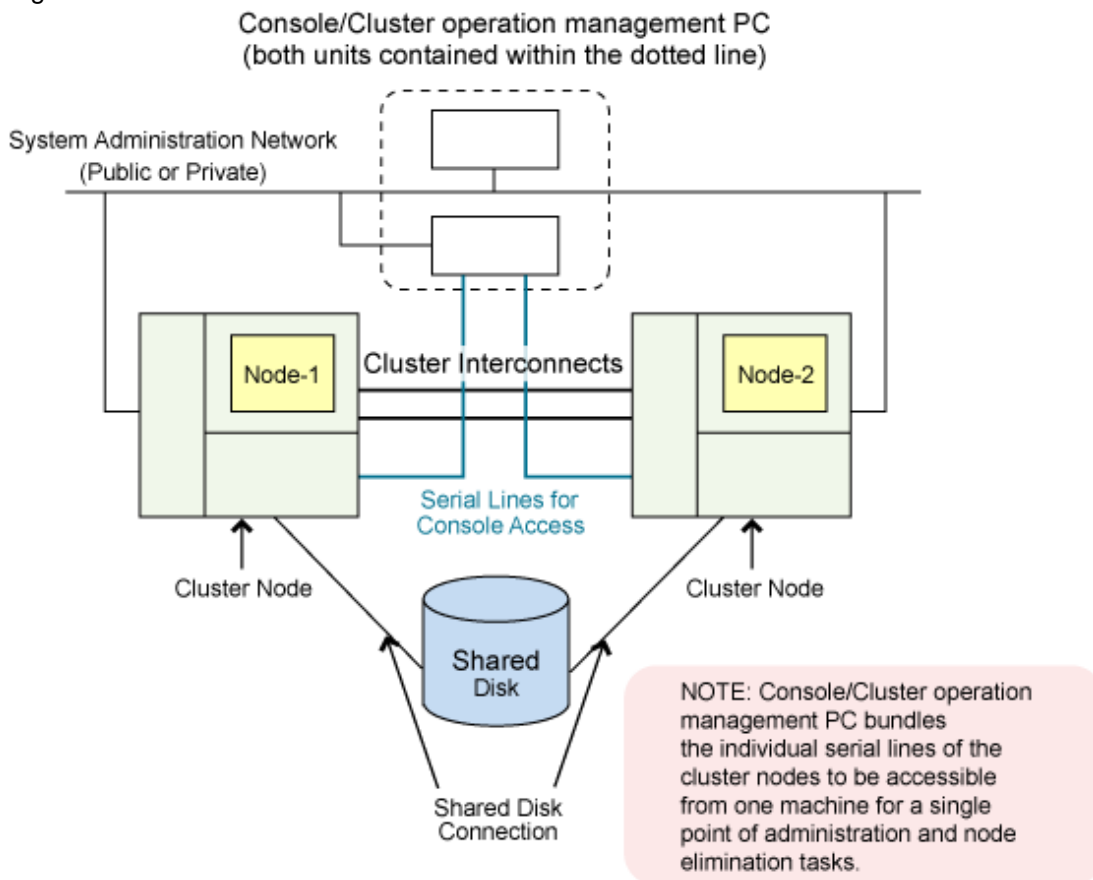 Console/Cluster operation management PC
(both units contained within the dotted line)
System Administration Network
(Public or Private)
Node-1
Cluster Interconnects
Node-2
Serial Lines for
Console Access
Cluster Node
Cluster Node
Shared
Disk
Shared Disk
Connection
NOTE: Console/Cluster operation
management PC bundles
the individual serial lines of the
cluster nodes to be accessible
from one machine for a single
point of administration and node
elimination tasks.